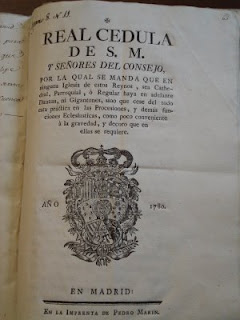 N. 13
REAL CEDULA
DE S. M.
Y SEÑORES DEL CONSEJO,
POR LA QUAL SE MANDA QUE EN
ninguna Iglesia de estos Reynos, sea Cathe-
dral, Parroquial, ó Regular haya en adelante
Danzas, ni Gigantones, sino que cese del todo
esta práctica en las Procesiones, y demás fun-
ciones Eclesiásticas, como poco conveniente
á la gravedad, y decoro que en
ellas se requiere.
AÑO 1780.
EN MADRID:
EN LA IMPRENTA DE PEDRO MARIN.